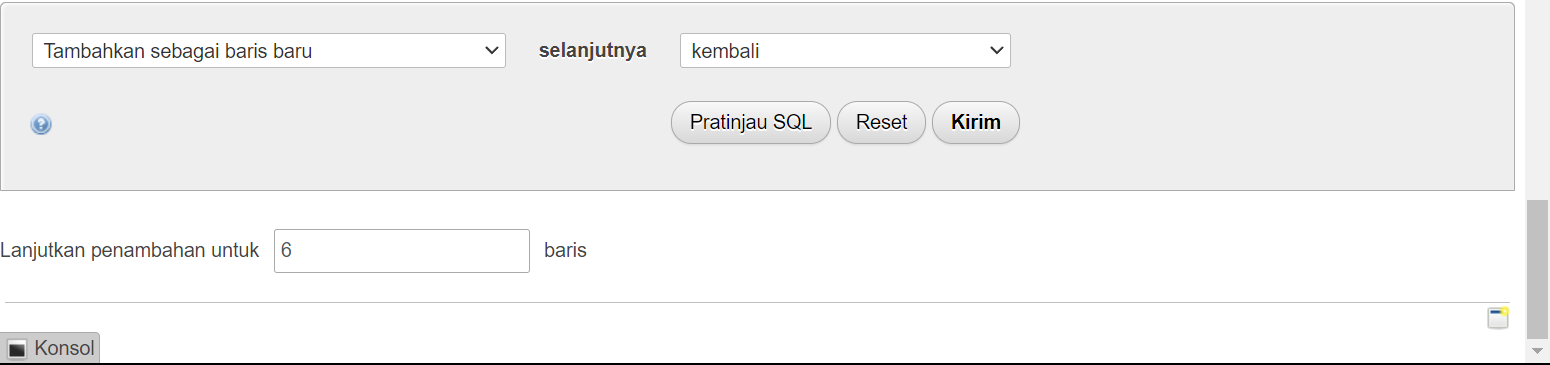 Tambahkan sebagai baris baru selanjutnya kembali
Pratinjau SQL Reset Kirim
Lanjutkan penambahan untuk 6 baris
Konsol